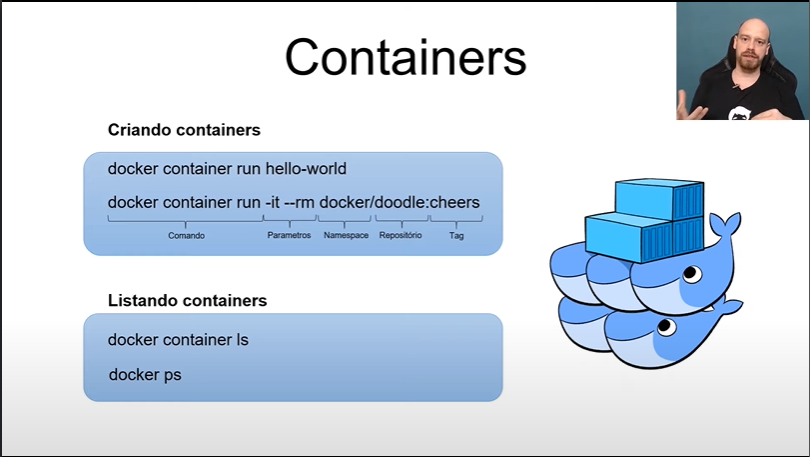 Containers
Criando containers
docker container run hello-world
docker container run -it --rm docker/doodle:cheers
Comando Parametros Namespace Repositório Tag
Listando containers
docker container ls
docker ps